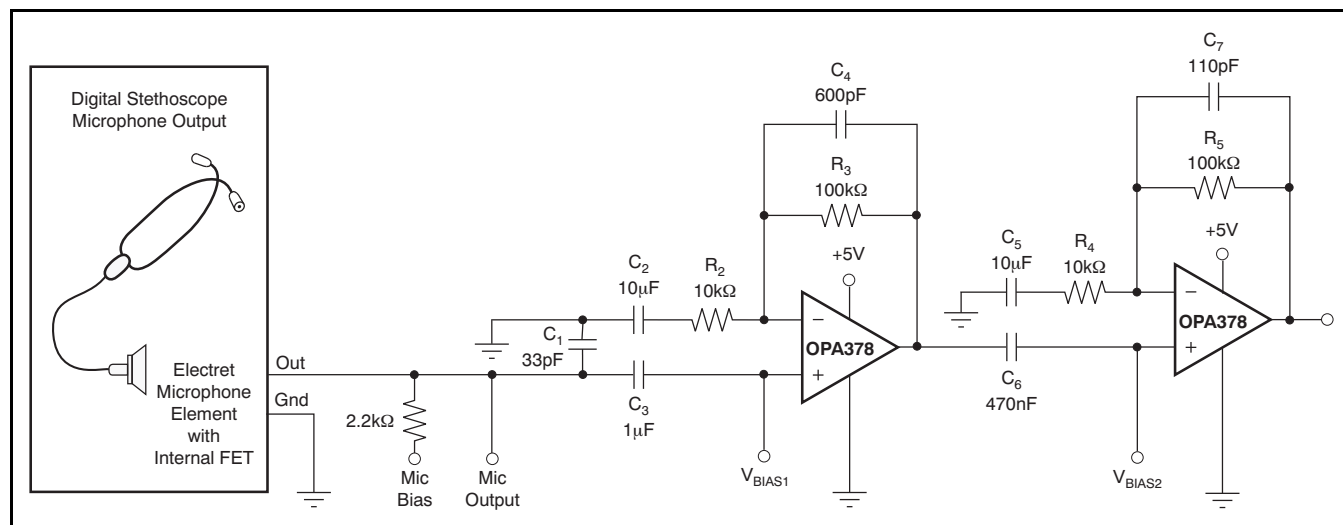 Digital Stethoscope
Microphone Output
Electret
Microphone
Element
with
Internal FET
Out
Gnd
2.2kΩ
Mic
Bias
Mic
Output
C1
33pF
C2
10μF
R2
10kΩ
C3
1μF
VBIAS1
C4
600pF
R3
100kΩ
+5V
−
OPA378
+
C5
10μF
R4
10kΩ
C6
470nF
VBIAS2
C7
110pF
R5
100kΩ
+5V
−
OPA378
+